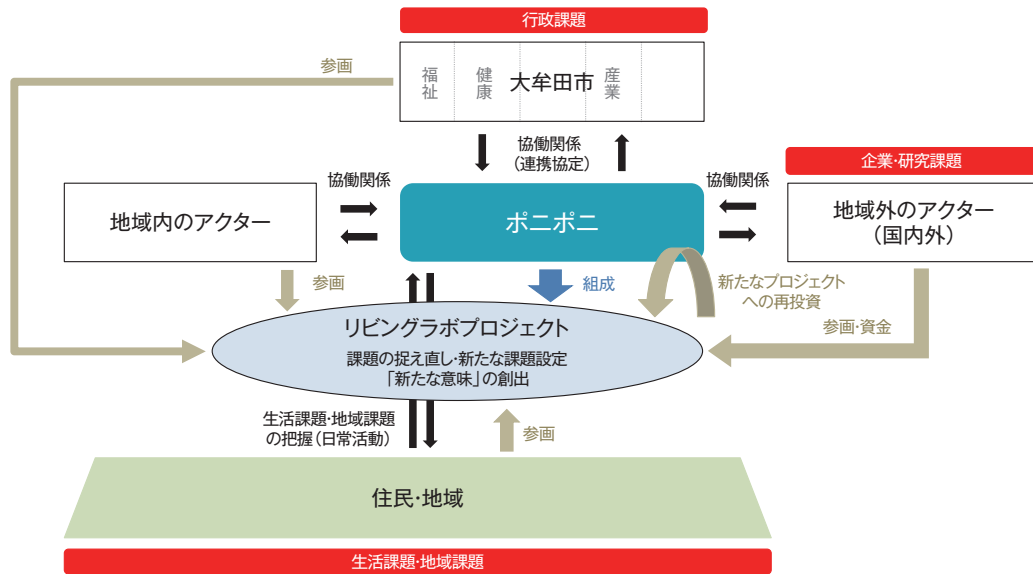 行政課題
参画
福祉
健康
大牟田市
産業
協働関係
（連携協定）
企業・研究課題
協働関係
協働関係
地域内のアクター
ポニポニ
地域外のアクター
（国内外）
参画
組成
新たなプロジェクト
への再投資
リビングラボプロジェクト
参画・資金
課題の捉え直し・新たな課題設定
「新たな意味」の創出
生活課題・地域課題
の把握（日常活動）
参画
住民・地域
生活課題・地域課題